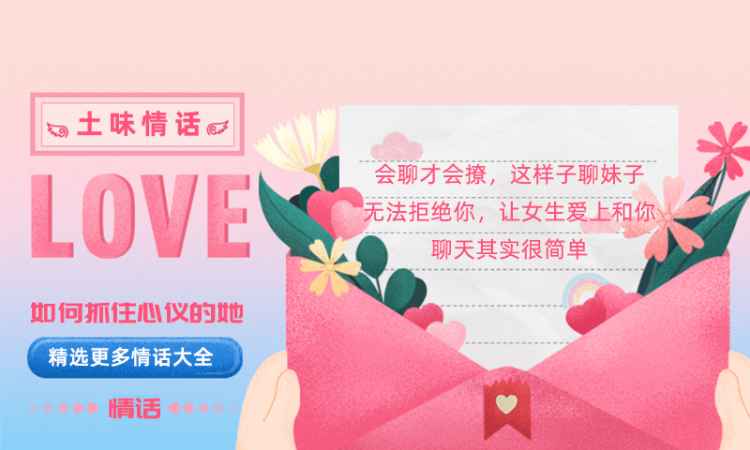 土味情话
LOVE
如何抓住心议的她
精选更多情话大全
情话
会聊才会撩，这样子聊妹子
无法拒绝你，让女生爱上和你
聊天其实很简单